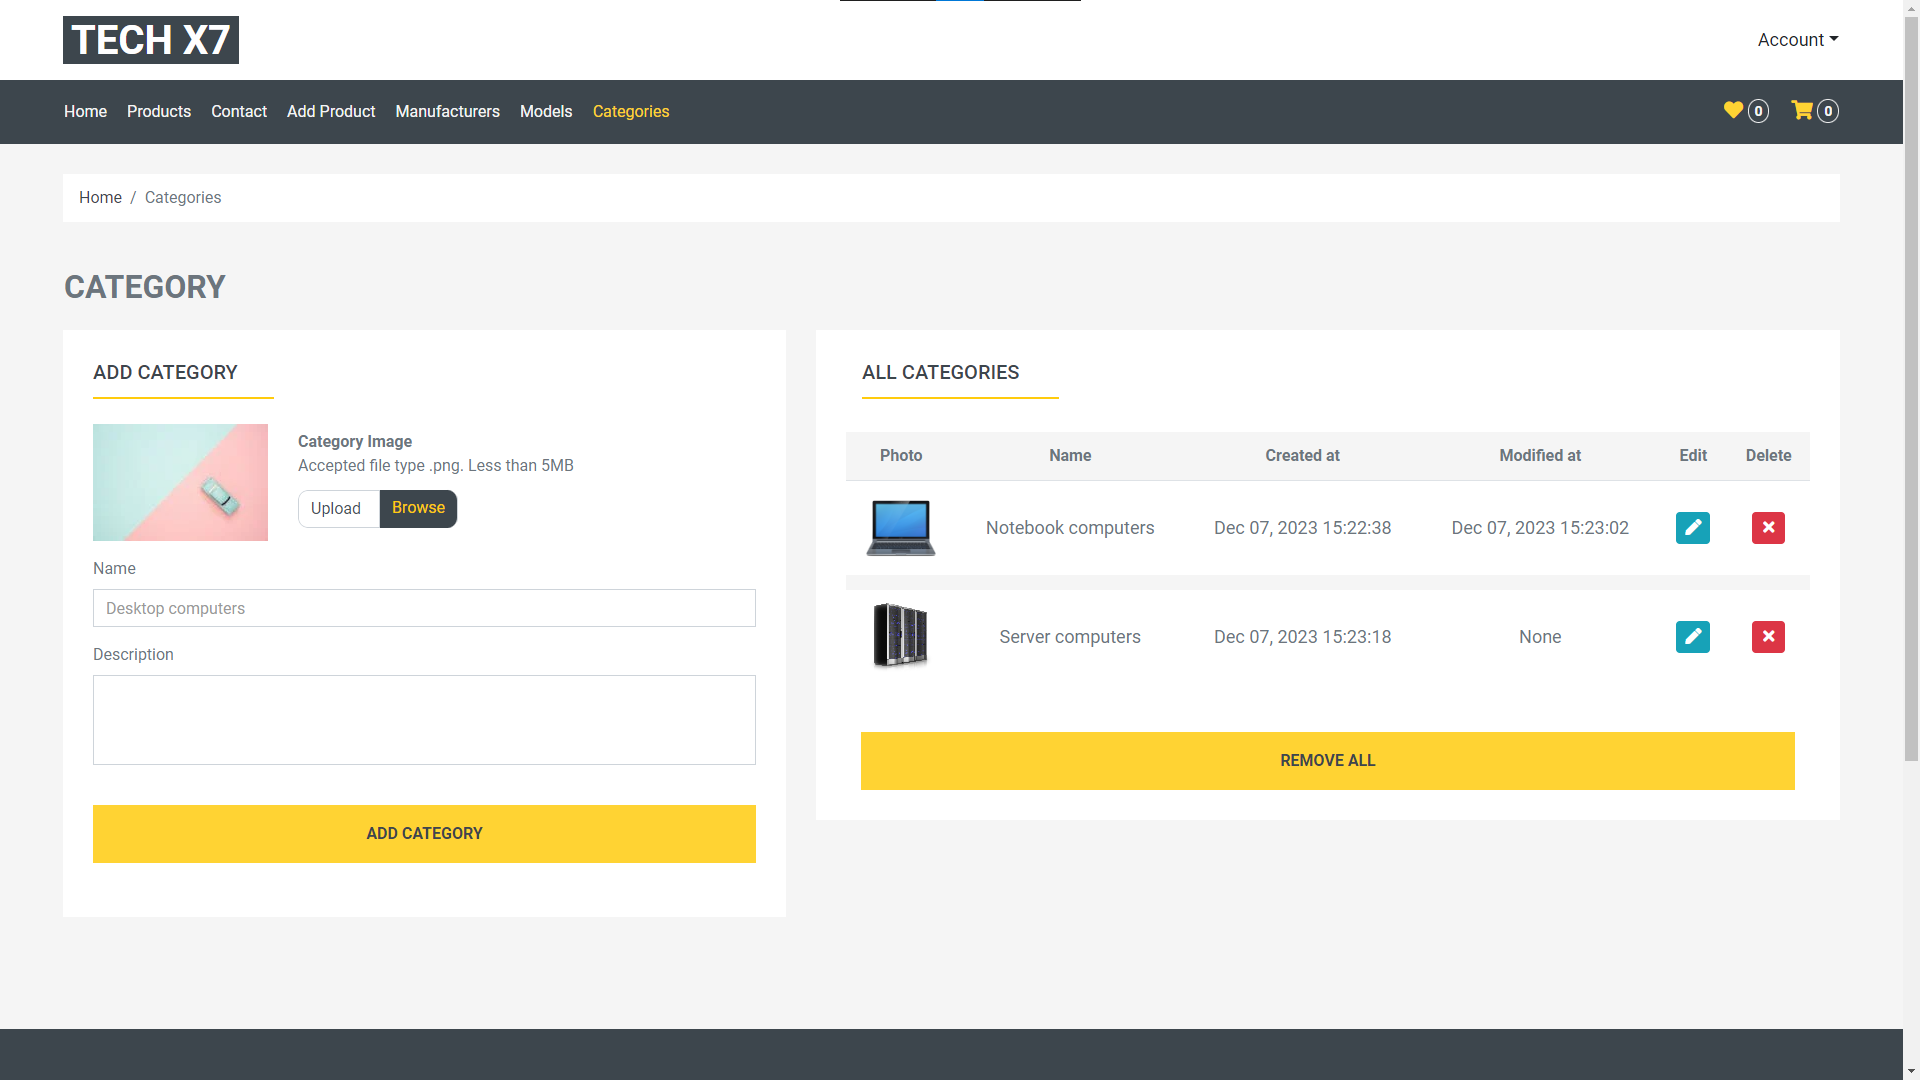 TECH X7
Account
Home Products Contact Add Product Manufacturers Models Categories 0 0
Home / Categories
CATEGORY
ADD CATEGORY
Category Image
Accepted file type .png. Less than 5MB
Upload Browse
Name
Desktop computers
Description
ADD CATEGORY
ALL CATEGORIES
Photo Name Created at Modified at Edit Delete
Notebook computers Dec 07, 2023 15:22:38 Dec 07, 2023 15:23:02
Server computers Dec 07, 2023 15:23:18 None
REMOVE ALL